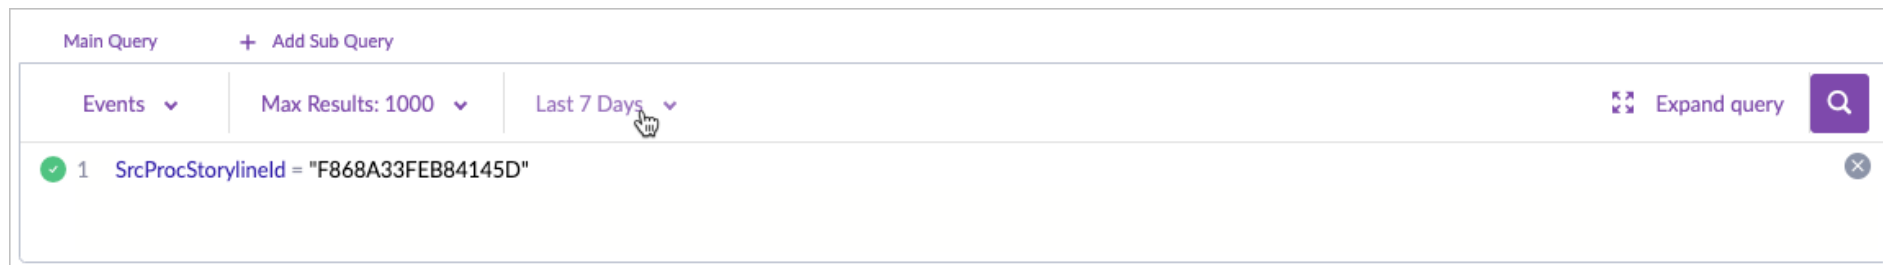 Main Query + Add Sub Query
Events Max Results: 1000 Last 7 Days Expand query
1 SrcProcStorylineId = "F868A33FEB84145D"